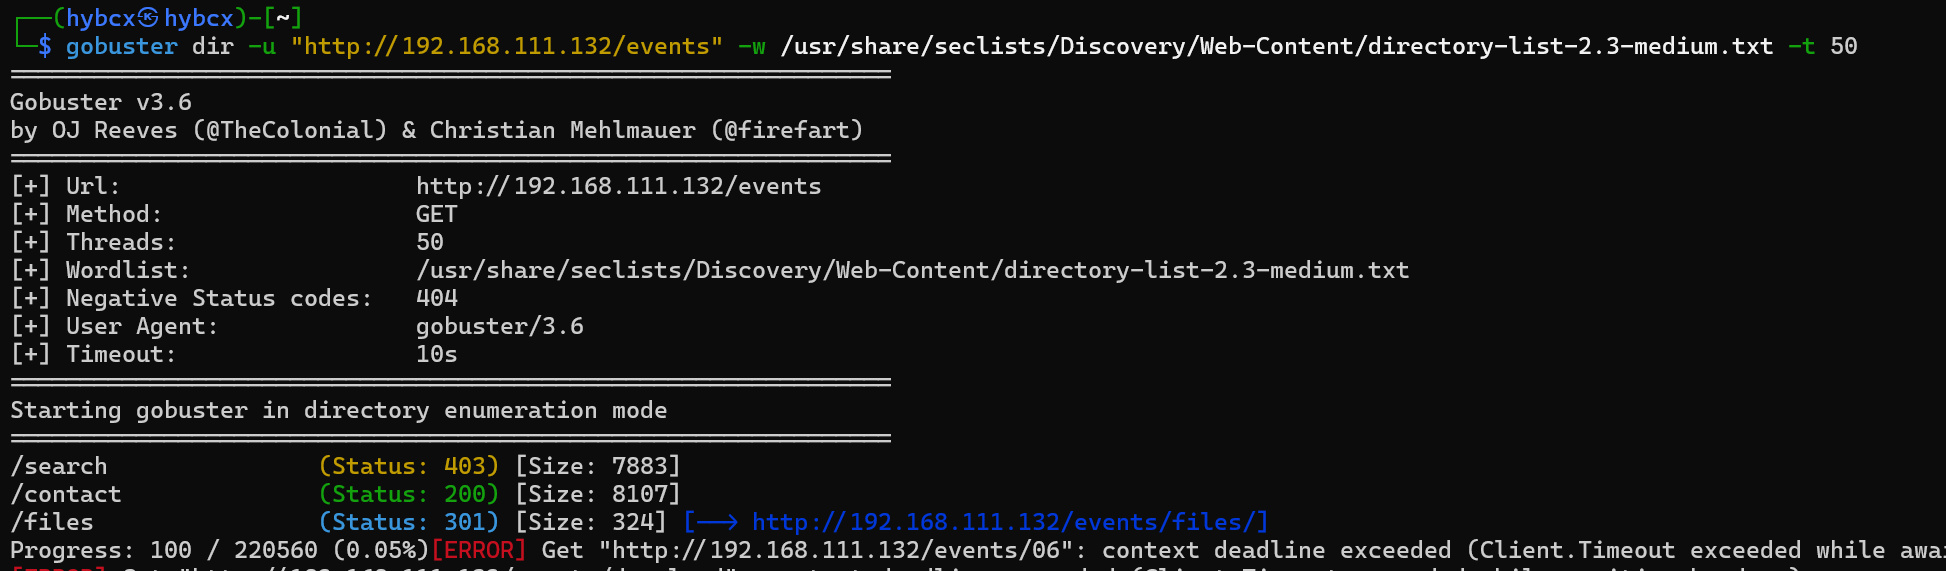 ┌──(hybcx㉿hybcx)-[~]
└─$ gobuster dir -u "http://192.168.111.132/events" -w /usr/share/seclists/Discovery/Web-Content/directory-list-2.3-medium.txt -t 50
===============================================================
Gobuster v3.6
by OJ Reeves (@TheColonial) & Christian Mehlmauer (@firefart)
===============================================================
[+] Url:                     http://192.168.111.132/events
[+] Method:                  GET
[+] Threads:                 50
[+] Wordlist:                /usr/share/seclists/Discovery/Web-Content/directory-list-2.3-medium.txt
[+] Negative Status codes:   404
[+] User Agent:              gobuster/3.6
[+] Timeout:                 10s
===============================================================
Starting gobuster in directory enumeration mode
===============================================================
/search               (Status: 403) [Size: 7883]
/contact              (Status: 200) [Size: 8107]
/files                (Status: 301) [Size: 324] [--> http://192.168.111.132/events/files/]
Progress: 100 / 220560 (0.05%)[ERROR] Get "http://192.168.111.132/events/06": context deadline exceeded (Client.Timeout exceeded while awai